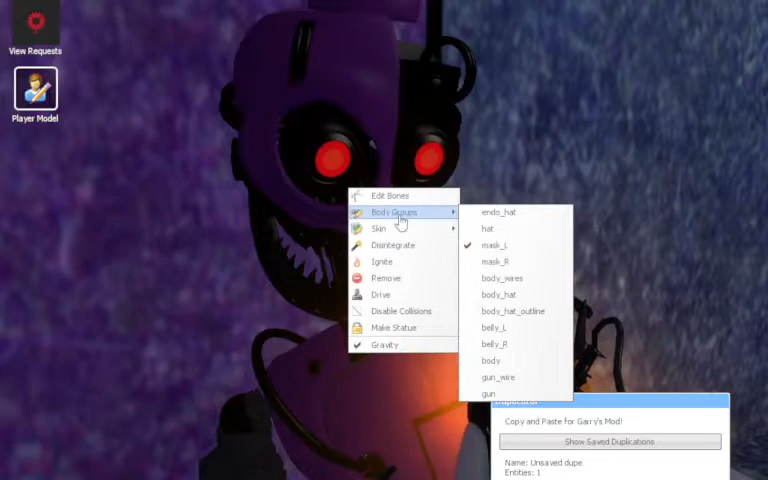 View Requests
Player Model
Edit Bones
Body Groups
Skin
Disintegrate
Ignite
Remove
Drive
Disable Collisions
Make Statue
Gravity
endo_hat
hat
mask_L
mask_R
body_wires
body_hat
body_hat_outline
belly_L
belly_R
body
gun_wire
gun
Duplicator
Copy and Paste for Garry's Mod!
Show Saved Duplications
Name: Unsaved dupe
Entities: 1